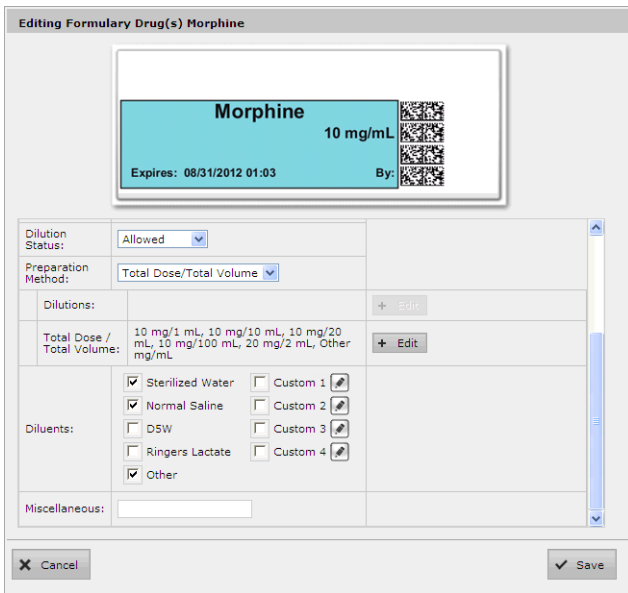 Editing Formulary Drug(s) Morphine
Morphine
10 mg/mL
Expires: 08/31/2012 01:03
By:
Dilution
Status:
Allowed
Preparation
Method:
Total Dose/Total Volume
Dilutions:
+ Edit
Total Dose /
Total Volume:
10 mg/1 mL, 10 mg/10 mL, 10 mg/20
mL, 10 mg/100 mL, 20 mg/2 mL, Other
mg/mL
+ Edit
Diluents:
Sterilized Water
Custom 1
Normal Saline
Custom 2
D5W
Custom 3
Ringers Lactate
Custom 4
Other
Miscellaneous:
Cancel
Save